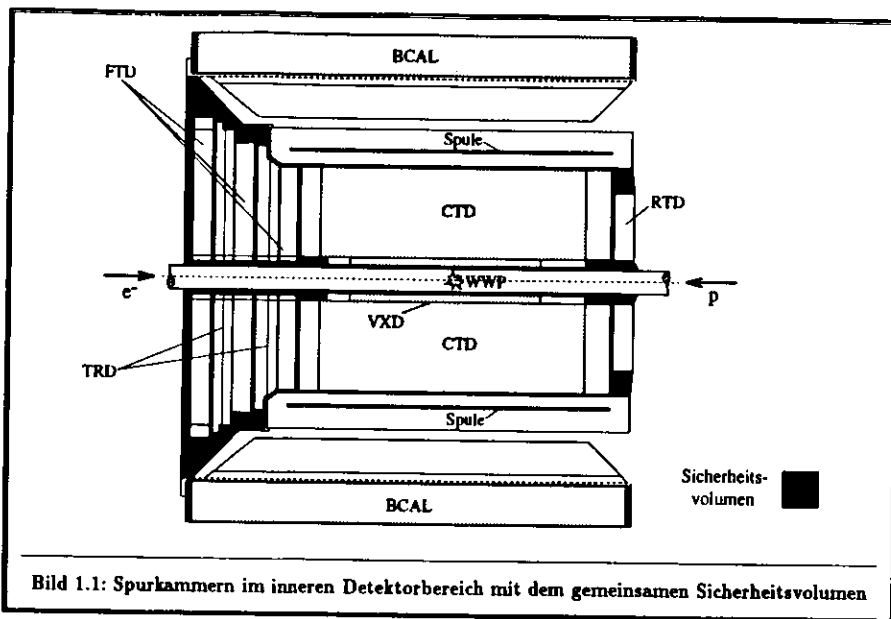 BCAL
FTD
Spule
CTD
RTD
e⁻
WWP
p
VXD
CTD
TRD
Spule
BCAL
Sicherheits-
volumen
Bild 1.1: Spurkammern im inneren Detektorbereich mit dem gemeinsamen Sicherheitsvolumen